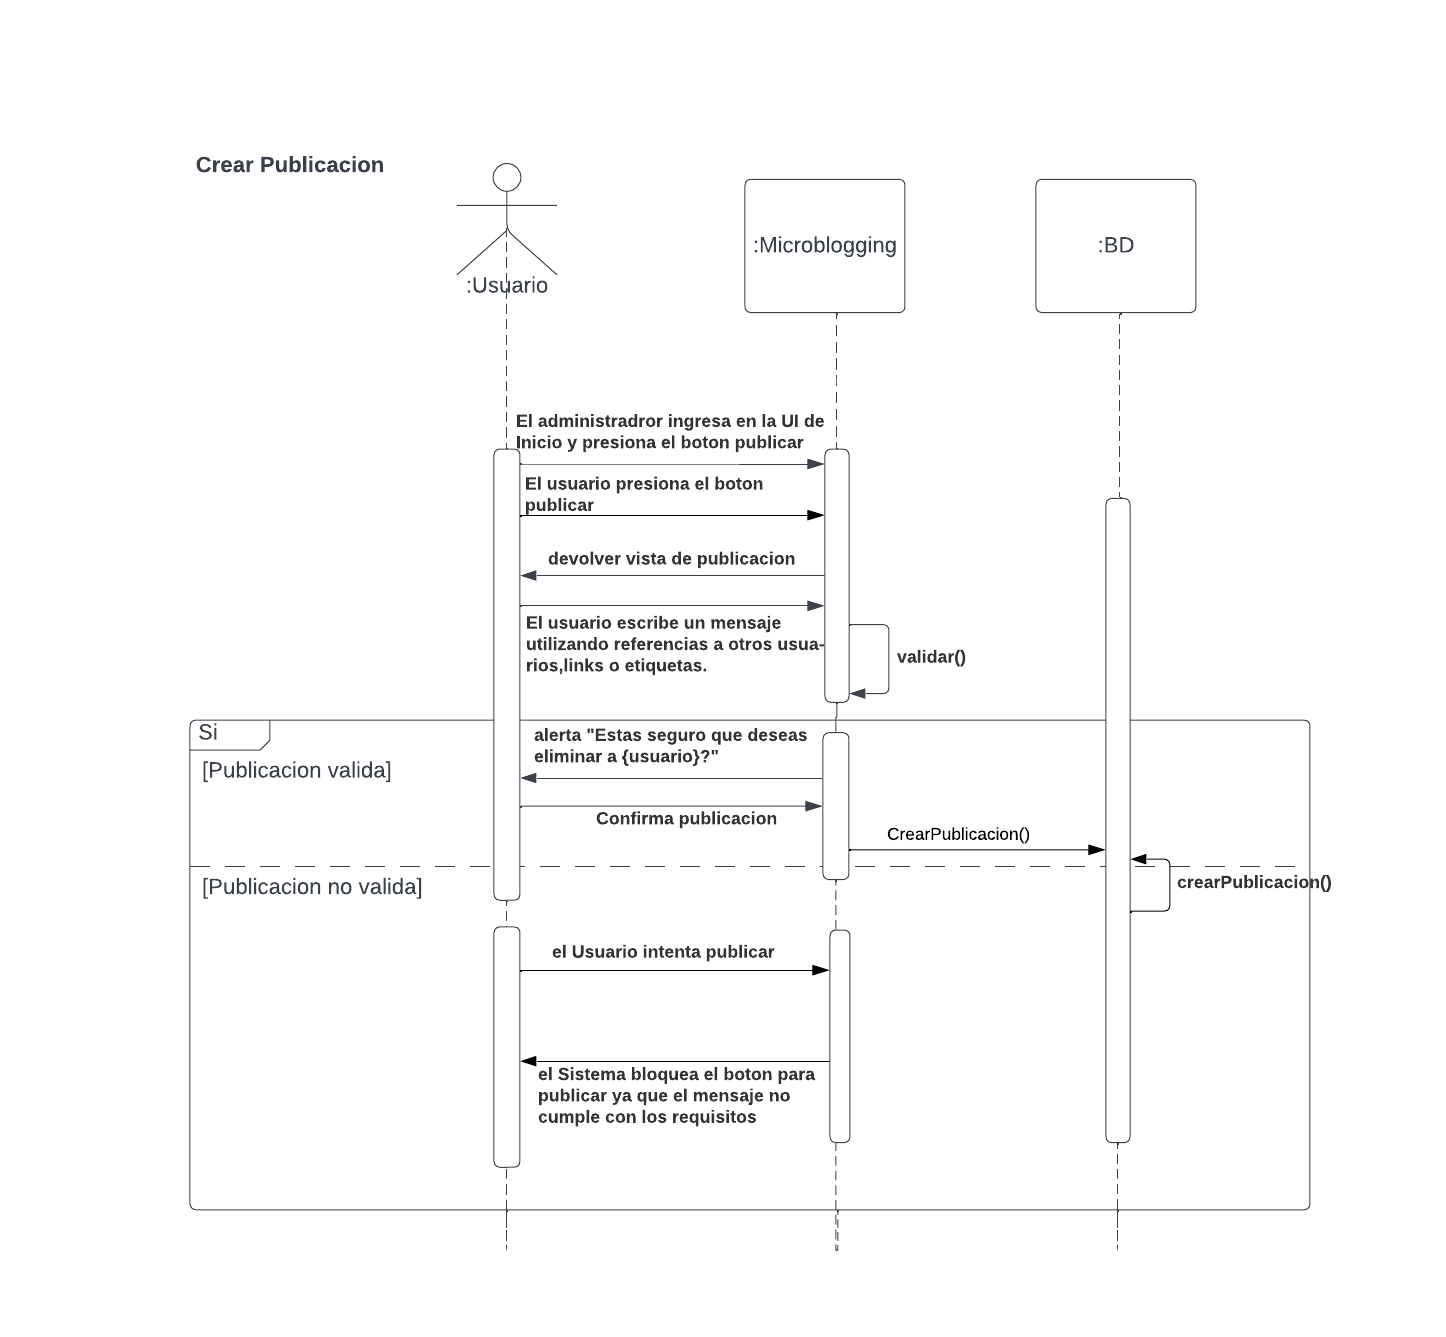 Crear Publicacion
:Usuario
:Microblogging
:BD
El administradror ingresa en la UI de
Inicio y presiona el boton publicar
El usuario presiona el boton
publicar
devolver vista de publicacion
El usuario escribe un mensaje
utilizando referencias a otros usua-
rios,links o etiquetas.
validar()
Si
[Publicacion valida]
alerta "Estas seguro que deseas
eliminar a {usuario}?"
Confirma publicacion
CrearPublicacion()
[Publicacion no valida]
crearPublicacion()
el Usuario intenta publicar
el Sistema bloquea el boton para
publicar ya que el mensaje no
cumple con los requisitos